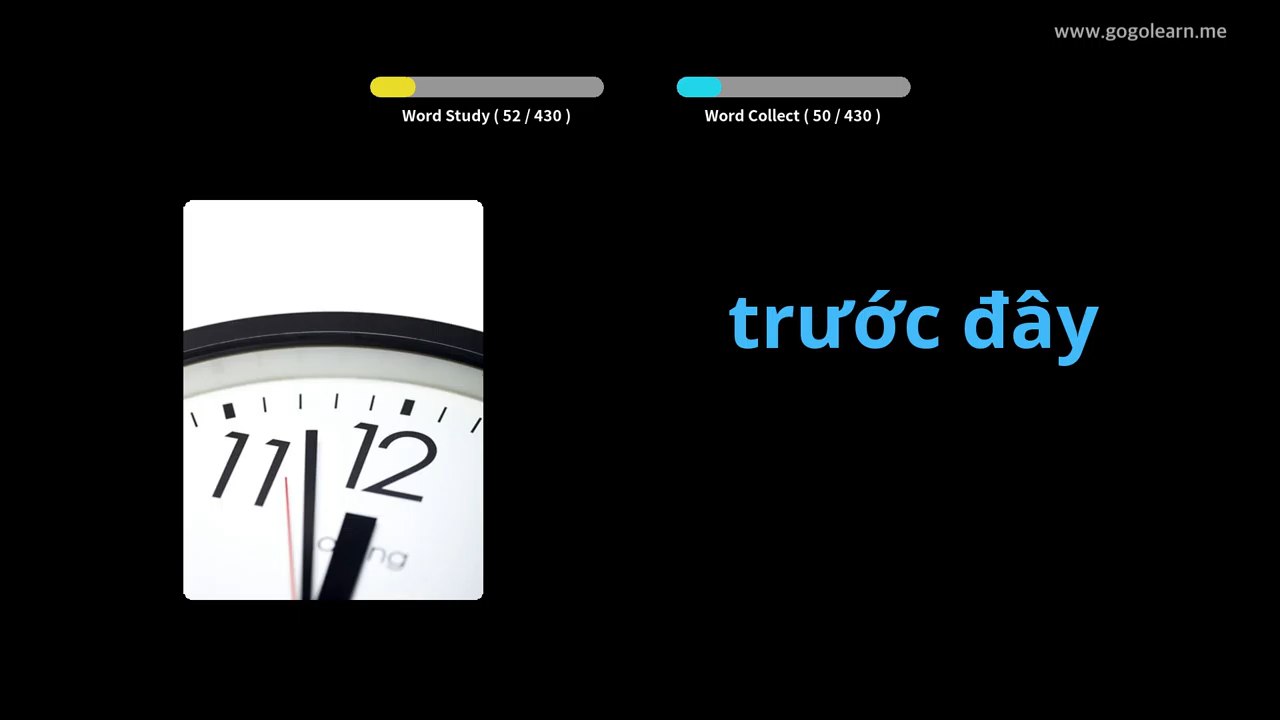 www.gogolearn.me
Word Study ( 52 / 430 )
Word Collect ( 50 / 430 )
trước đây
11
12